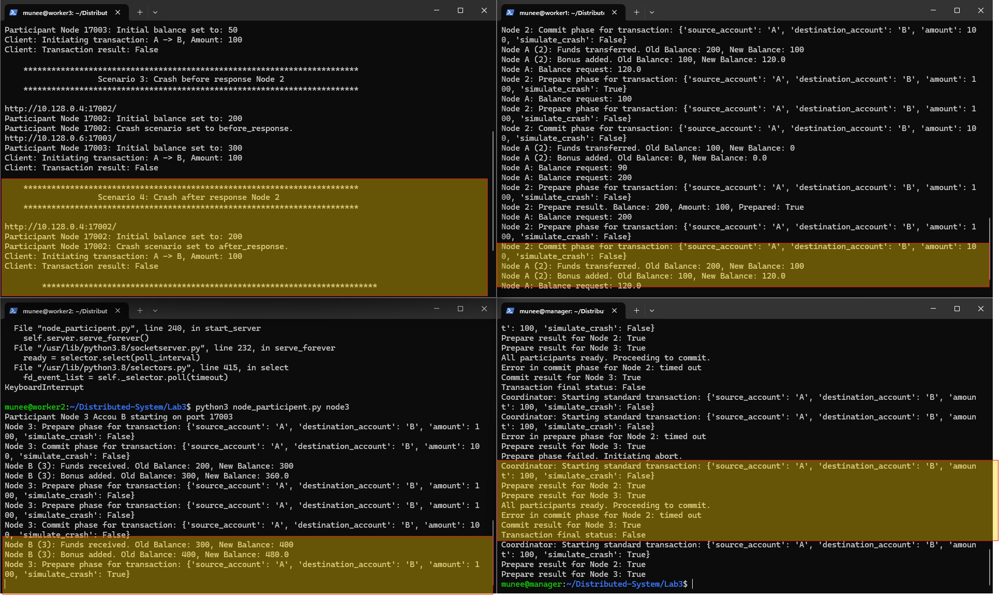 munee@worker3: ~/Distribut
Participant Node 17003: Initial balance set to: 50
Client: Initiating transaction: A -> B, Amount: 100
Client: Transaction result: False
************************************************************************
Scenario 3: Crash before response Node 2
************************************************************************
http://10.128.0.4:17002/
Participant Node 17002: Initial balance set to: 200
Participant Node 17002: Crash scenario set to before_response.
http://10.128.0.6:17003/
Participant Node 17003: Initial balance set to: 300
Client: Initiating transaction: A -> B, Amount: 100
Client: Transaction result: False
************************************************************************
Scenario 4: Crash after response Node 2
************************************************************************
http://10.128.0.4:17002/
Participant Node 17002: Initial balance set to: 200
Participant Node 17002: Crash scenario set to after_response.
Client: Initiating transaction: A -> B, Amount: 100
Client: Transaction result: False
************************************************************************
munee@worker1: ~/Distribute
Node 2: Commit phase for transaction: {'source_account': 'A', 'destination_account': 'B', 'amount': 10
0, 'simulate_crash': False}
Node A (2): Funds transferred. Old Balance: 200, New Balance: 100
Node A (2): Bonus added. Old Balance: 100, New Balance: 120.0
Node A: Balance request: 120.0
Node 2: Prepare phase for transaction: {'source_account': 'A', 'destination_account': 'B', 'amount': 1
00, 'simulate_crash': True}
Node A: Balance request: 100
Node 2: Prepare phase for transaction: {'source_account': 'A', 'destination_account': 'B', 'amount': 1
00, 'simulate_crash': False}
Node 2: Commit phase for transaction: {'source_account': 'A', 'destination_account': 'B', 'amount': 10
0, 'simulate_crash': False}
Node A (2): Funds transferred. Old Balance: 100, New Balance: 0
Node A (2): Bonus added. Old Balance: 0, New Balance: 0.0
Node A: Balance request: 90
Node A: Balance request: 200
Node 2: Prepare phase for transaction: {'source_account': 'A', 'destination_account': 'B', 'amount': 1
00, 'simulate_crash': False}
Node 2: Prepare result. Balance: 200, Amount: 100, Prepared: True
Node A: Balance request: 200
Node 2: Prepare phase for transaction: {'source_account': 'A', 'destination_account': 'B', 'amount': 1
00, 'simulate_crash': False}
Node 2: Commit phase for transaction: {'source_account': 'A', 'destination_account': 'B', 'amount': 10
0, 'simulate_crash': False}
Node A (2): Funds transferred. Old Balance: 200, New Balance: 100
Node A (2): Bonus added. Old Balance: 100, New Balance: 120.0
Node A: Balance request: 120.0
munee@worker2: ~/Distribut
File "node_participent.py", line 240, in start_server
self.server.serve_forever()
File "/usr/lib/python3.8/socketserver.py", line 232, in serve_forever
ready = selector.select(poll_interval)
File "/usr/lib/python3.8/selectors.py", line 415, in select
fd_event_list = self._selector.poll(timeout)
KeyboardInterrupt
munee@worker2:~/Distributed-System/Lab3$ python3 node_participent.py node3
Participant Node 3 Accou B starting on port 17003
Node 3: Prepare phase for transaction: {'source_account': 'A', 'destination_account': 'B', 'amount': 1
00, 'simulate_crash': False}
Node 3: Commit phase for transaction: {'source_account': 'A', 'destination_account': 'B', 'amount': 10
0, 'simulate_crash': False}
Node B (3): Funds received. Old Balance: 200, New Balance: 300
Node B (3): Bonus added. Old Balance: 300, New Balance: 360.0
Node 3: Prepare phase for transaction: {'source_account': 'A', 'destination_account': 'B', 'amount': 1
00, 'simulate_crash': False}
Node 3: Prepare phase for transaction: {'source_account': 'A', 'destination_account': 'B', 'amount': 1
00, 'simulate_crash': False}
Node 3: Commit phase for transaction: {'source_account': 'A', 'destination_account': 'B', 'amount': 10
0, 'simulate_crash': False}
Node B (3): Funds received. Old Balance: 300, New Balance: 400
Node B (3): Bonus added. Old Balance: 400, New Balance: 480.0
Node 3: Prepare phase for transaction: {'source_account': 'A', 'destination_account': 'B', 'amount': 1
00, 'simulate_crash': True}
munee@manager: ~/Distribu
t': 100, 'simulate_crash': False}
Prepare result for Node 2: True
Prepare result for Node 3: True
All participants ready. Proceeding to commit.
Error in commit phase for Node 2: timed out
Commit result for Node 3: True
Transaction final status: False
Coordinator: Starting standard transaction: {'source_account': 'A', 'destination_account': 'B', 'amoun
t': 100, 'simulate_crash': False}
Coordinator: Starting standard transaction: {'source_account': 'A', 'destination_account': 'B', 'amoun
t': 100, 'simulate_crash': False}
Error in prepare phase for Node 2: timed out
Prepare result for Node 3: True
Prepare phase failed. Initiating abort.
Coordinator: Starting standard transaction: {'source_account': 'A', 'destination_account': 'B', 'amoun
t': 100, 'simulate_crash': False}
Prepare result for Node 2: True
Prepare result for Node 3: True
All participants ready. Proceeding to commit.
Error in commit phase for Node 2: timed out
Commit result for Node 3: True
Transaction final status: False
Coordinator: Starting standard transaction: {'source_account': 'A', 'destination_account': 'B', 'amoun
t': 100, 'simulate_crash': True}
Prepare result for Node 2: True
Prepare result for Node 3: True
munee@manager:~/Distributed-System/Lab3$